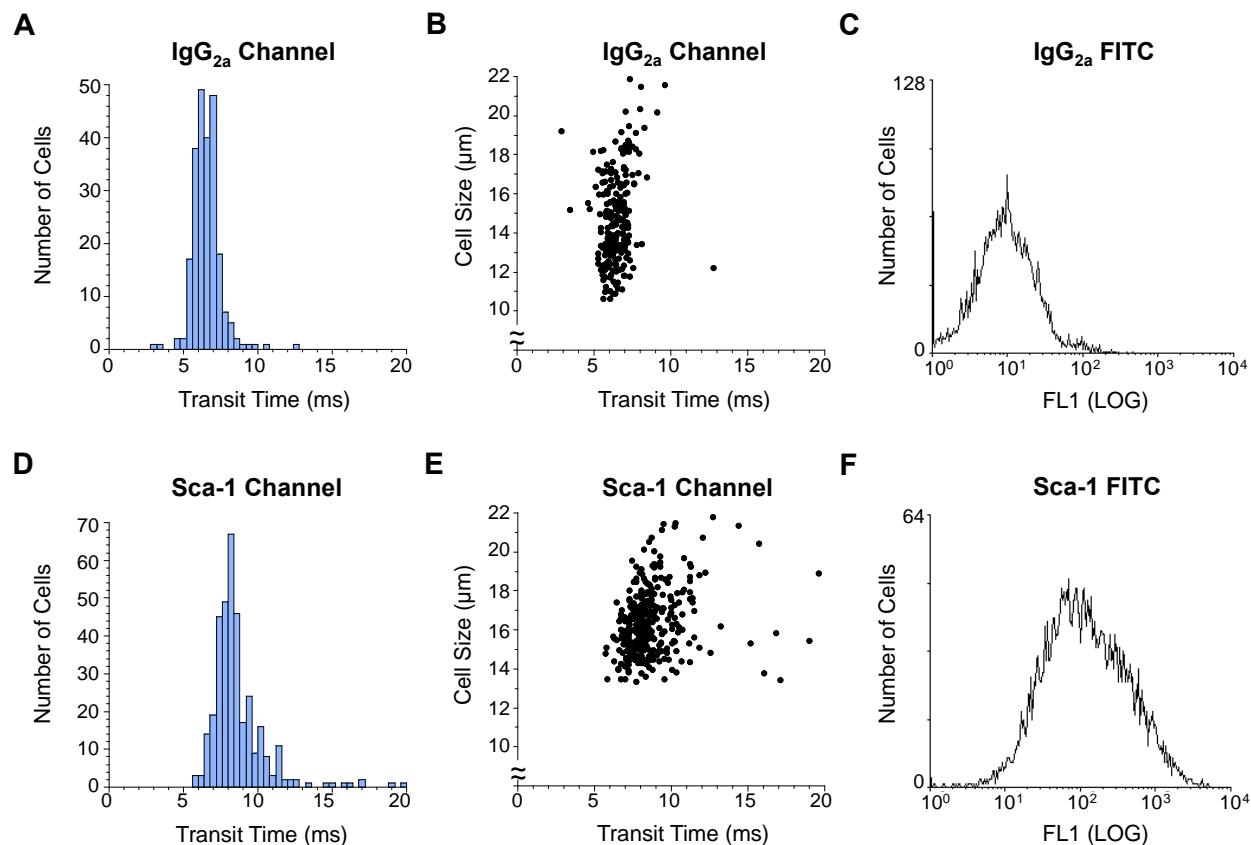 A
IgG2a Channel
50
40
30
20
10
0
Number of Cells
0 5 10 15 20
Transit Time (ms)
B
IgG2a Channel
22
20
18
16
14
12
10
≈
Cell Size (μm)
0 5 10 15 20
Transit Time (ms)
C
IgG2a FITC
128
0
Number of Cells
10^0 10^1 10^2 10^3 10^4
FL1 (LOG)
D
Sca-1 Channel
70
60
50
40
30
20
10
0
Number of Cells
0 5 10 15 20
Transit Time (ms)
E
Sca-1 Channel
22
20
18
16
14
12
10
≈
Cell Size (μm)
0 5 10 15 20
Transit Time (ms)
F
Sca-1 FITC
64
0
Number of Cells
10^0 10^1 10^2 10^3 10^4
FL1 (LOG)